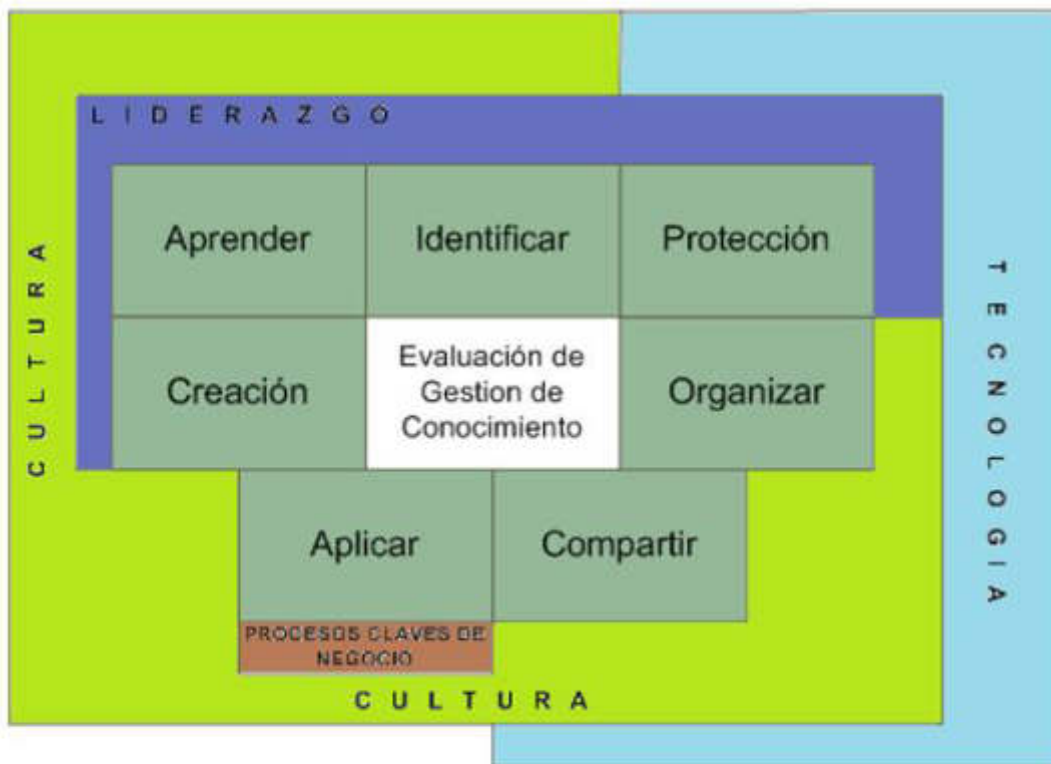 LIDERAZGO
Aprender
Identificar
Protección
CULTURA
TECNOLOGIA
Creación
Evaluación de
Gestion de
Conocimiento
Organizar
Aplicar
Compartir
PROCESOS CLAVES DE
NEGOCIO
CULTURA